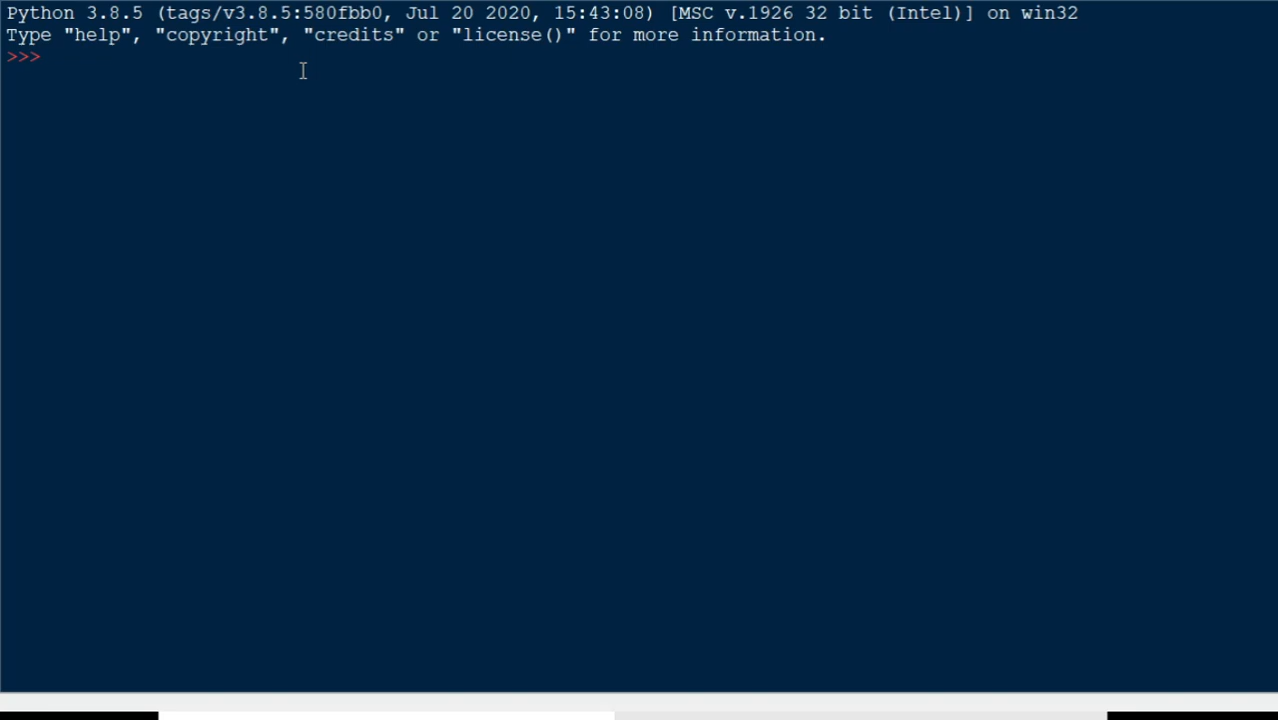 Python 3.8.5 (tags/v3.8.5:580fbb0, Jul 20 2020, 15:43:08) [MSC v.1926 32 bit (Intel)] on win32
Type "help", "copyright", "credits" or "license()" for more information.
>>>